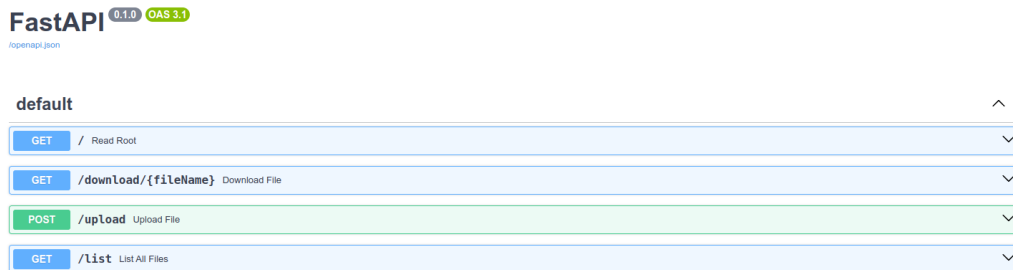 FastAPI 0.1.0 OAS 3.1
/openapi.json
default
GET / Read Root
GET /download/{fileName} Download File
POST /upload Upload File
GET /list List All Files